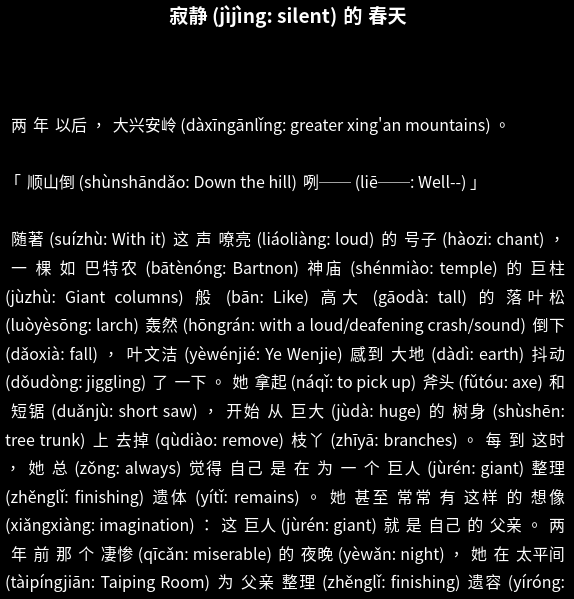 寂静 (jìjìng: silent) 的 春天
两 年 以后 ， 大兴安岭 (dàxīngānlǐng: greater xing'an mountains) 。
「 顺山倒 (shùnshāndǎo: Down the hill) 咧—— (liē——: Well--) 」
随著 (suízhù: With it) 这 声 嘹亮 (liáoliàng: loud) 的 号子 (hàozi: chant) ，
一 棵 如 巴特农 (bātènóng: Bartnon) 神庙 (shénmiào: temple) 的 巨柱
(jùzhù: Giant columns) 般 (bān: Like) 高大 (gāodà: tall) 的 落叶松
(luòyèsōng: larch) 轰然 (hōngrán: with a loud/deafening crash/sound) 倒下
(dǎoxià: fall) ， 叶文洁 (yèwénjié: Ye Wenjie) 感到 大地 (dàdì: earth) 抖动
(dǒudòng: jiggling) 了 一下 。 她 拿起 (náqǐ: to pick up) 斧头 (fǔtóu: axe) 和
短锯 (duǎnjù: short saw) ， 开始 从 巨大 (jùdà: huge) 的 树身 (shùshēn:
tree trunk) 上 去掉 (qùdiào: remove) 枝丫 (zhīyā: branches) 。 每 到 这时
， 她 总 (zǒng: always) 觉得 自己 是 在 为 一 个 巨人 (jùrén: giant) 整理
(zhěnglǐ: finishing) 遗体 (yítǐ: remains) 。 她 甚至 常常 有 这样 的 想像
(xiǎngxiàng: imagination) ： 这 巨人 (jùrén: giant) 就 是 自己 的 父亲 。 两
年 前 那 个 凄惨 (qīcǎn: miserable) 的 夜晚 (yèwǎn: night) ， 她 在 太平间
(tàipíngjiān: Taiping Room) 为 父亲 整理 (zhěnglǐ: finishing) 遗容 (yíróng: